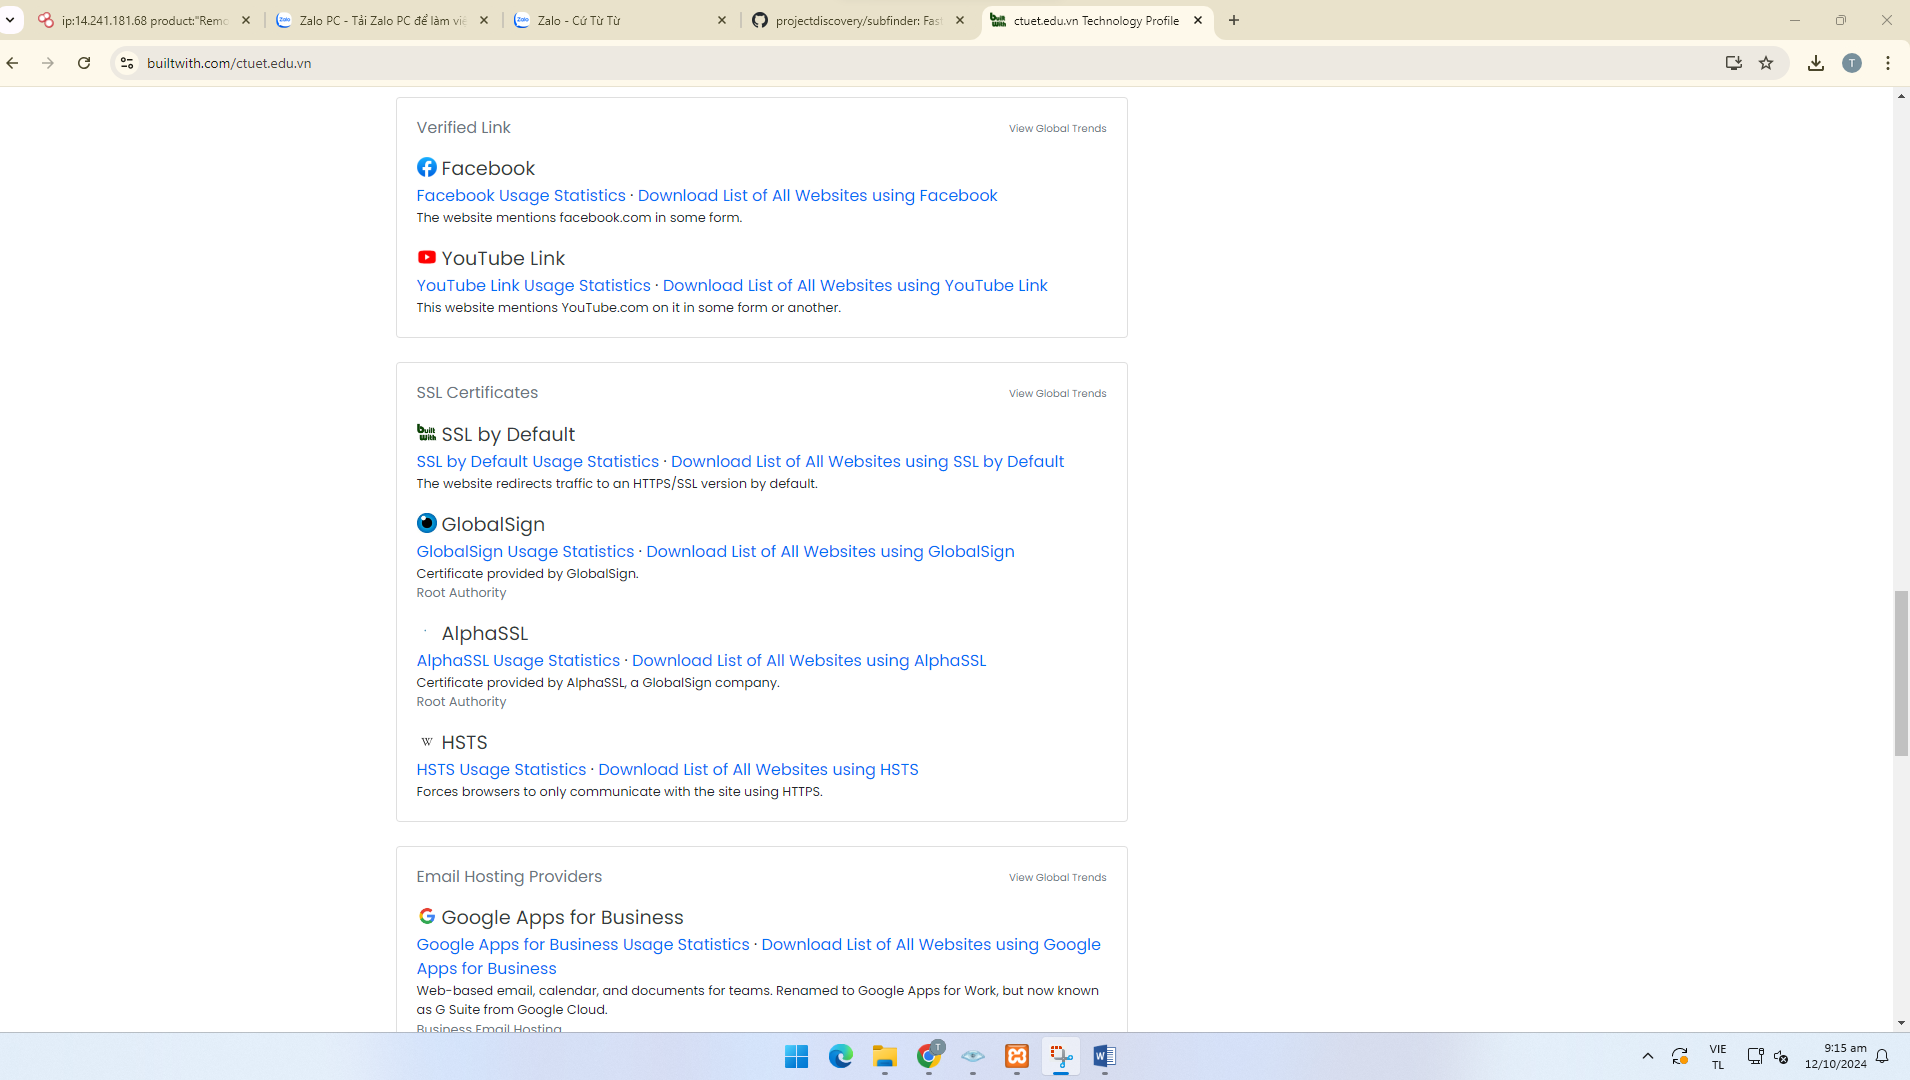 ip:14.241.181.68 product:"Remo
Zalo PC - Tải Zalo PC để làm việ
Zalo - Cứ Từ Từ
projectdiscovery/subfinder: Fast
ctuet.edu.vn Technology Profile
builtwith.com/ctuet.edu.vn
T
Verified Link
View Global Trends
Facebook
Facebook Usage Statistics · Download List of All Websites using Facebook
The website mentions facebook.com in some form.
YouTube Link
YouTube Link Usage Statistics · Download List of All Websites using YouTube Link
This website mentions YouTube.com on it in some form or another.
SSL Certificates
View Global Trends
SSL by Default
SSL by Default Usage Statistics · Download List of All Websites using SSL by Default
The website redirects traffic to an HTTPS/SSL version by default.
GlobalSign
GlobalSign Usage Statistics · Download List of All Websites using GlobalSign
Certificate provided by GlobalSign.
Root Authority
AlphaSSL
AlphaSSL Usage Statistics · Download List of All Websites using AlphaSSL
Certificate provided by AlphaSSL, a GlobalSign company.
Root Authority
W HSTS
HSTS Usage Statistics · Download List of All Websites using HSTS
Forces browsers to only communicate with the site using HTTPS.
Email Hosting Providers
View Global Trends
Google Apps for Business
Google Apps for Business Usage Statistics · Download List of All Websites using Google
Apps for Business
Web-based email, calendar, and documents for teams. Renamed to Google Apps for Work, but now known
as G Suite from Google Cloud.
Business Email Hosting
VIE
TL
9:15 am
12/10/2024